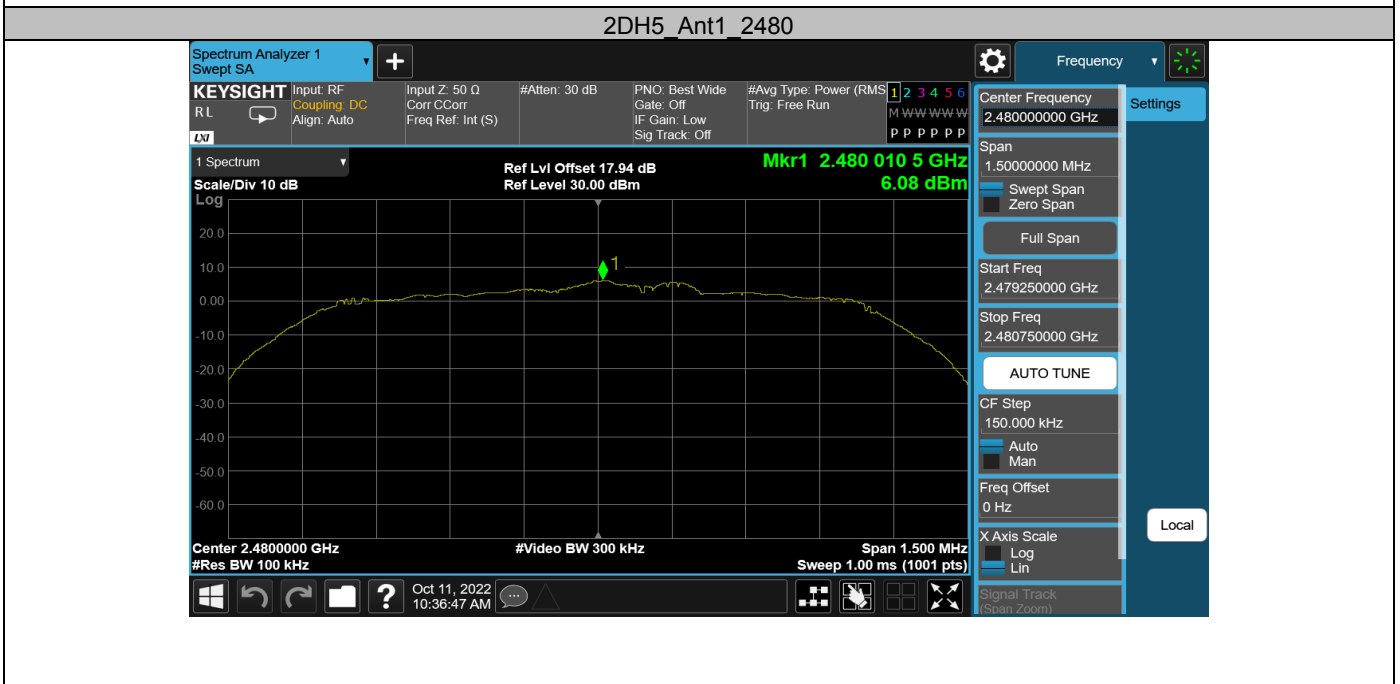 2DH5_Ant1_2480
Spectrum Analyzer 1
Swept SA
Frequency
KEYSIGHT
RL
LXI
Input: RF
Coupling: DC
Align: Auto
Input Z: 50 Ω
Corr CCorr
Freq Ref: Int (S)
#Atten: 30 dB
PNO: Best Wide
Gate: Off
IF Gain: Low
Sig Track: Off
#Avg Type: Power (RMS
Trig: Free Run
1 2 3 4 5 6
M W W W W W
P P P P P P
Center Frequency
2.480000000 GHz
Settings
Span
1.50000000 MHz
Swept Span
Zero Span
Full Span
Start Freq
2.479250000 GHz
Stop Freq
2.480750000 GHz
AUTO TUNE
CF Step
150.000 kHz
Auto
Man
Freq Offset
0 Hz
X Axis Scale
Log
Lin
Signal Track
(Span Zoom)
Local
1 Spectrum
Scale/Div 10 dB
Ref Lvl Offset 17.94 dB
Ref Level 30.00 dBm
Mkr1 2.480 010 5 GHz
6.08 dBm
Log
20.0
10.0
0.00
-10.0
-20.0
-30.0
-40.0
-50.0
-60.0
1
Center 2.4800000 GHz
#Video BW 300 kHz
Span 1.500 MHz
#Res BW 100 kHz
Sweep 1.00 ms (1001 pts)
?
Oct 11, 2022
10:36:47 AM